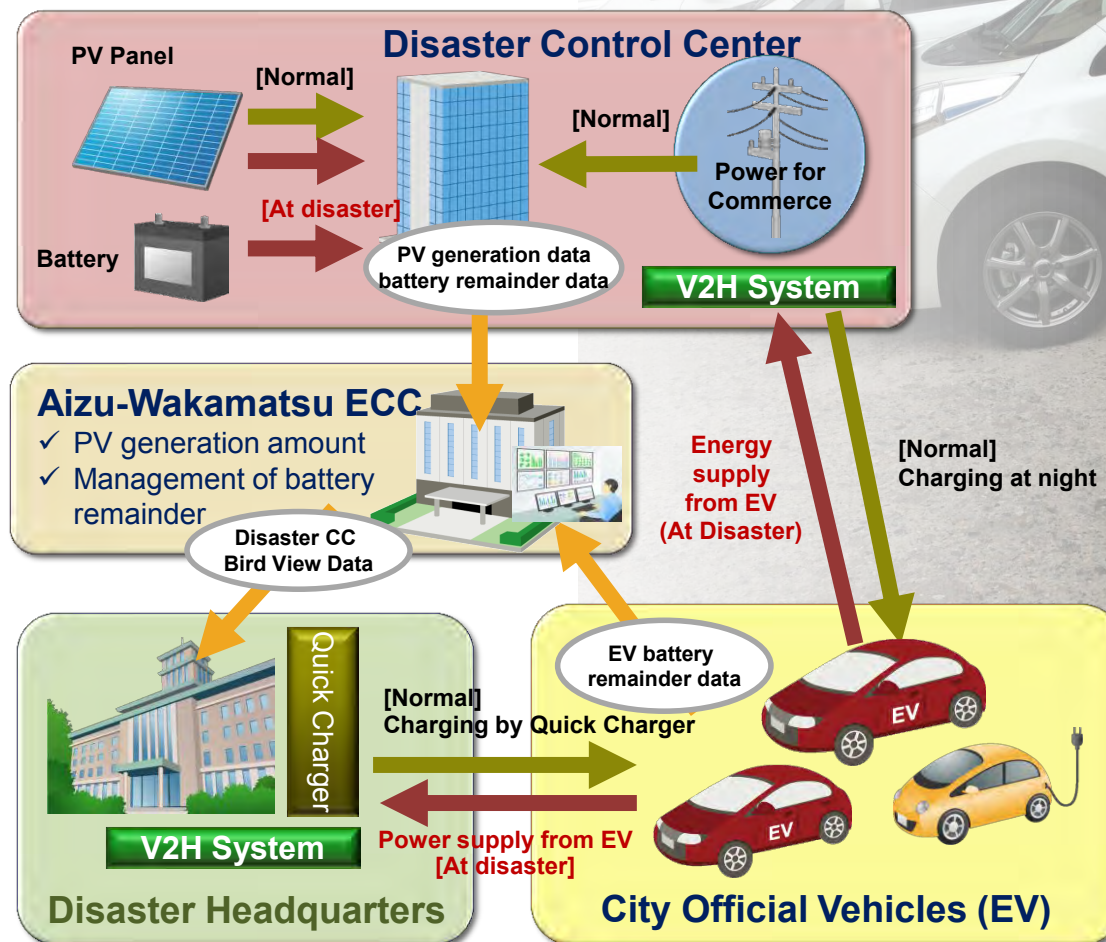 Disaster Control Center
PV Panel
[Normal]
[Normal]
Power for
Commerce
[At disaster]
Battery
PV generation data
battery remainder data
V2H System
Aizu-Wakamatsu ECC
✓ PV generation amount
✓ Management of battery
remainder
Energy
supply
from EV
(At Disaster)
[Normal]
Charging at night
Disaster CC
Bird View Data
Quick Charger
EV battery
remainder data
[Normal]
Charging by Quick Charger
EV
EV
Power supply from EV
[At disaster]
V2H System
Disaster Headquarters
City Official Vehicles (EV)